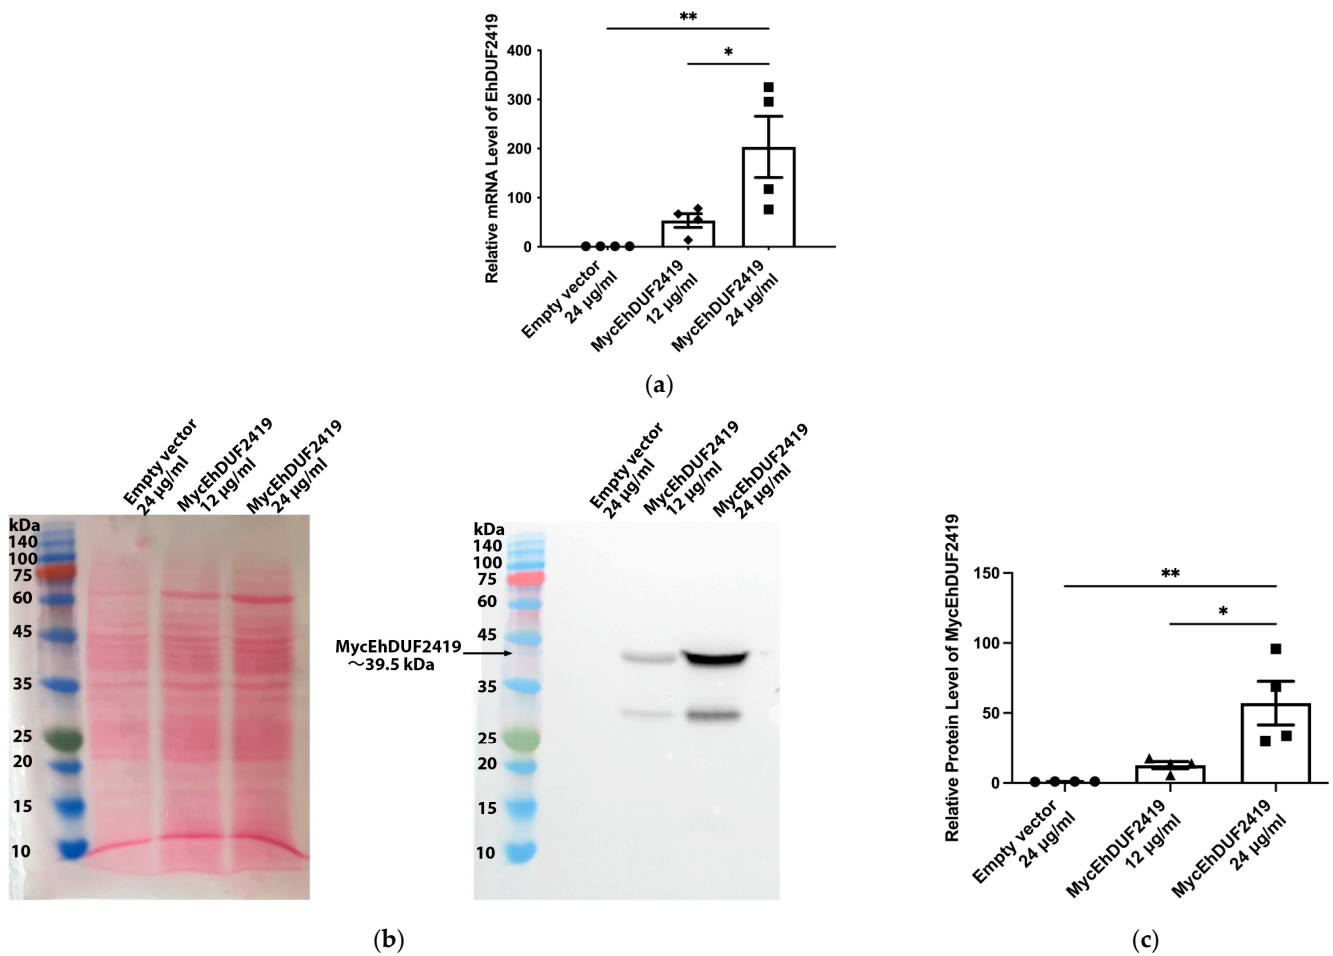 **
*
Relative mRNA Level of EhDUF2419
400
300
200
100
0
Empty vector
24 µg/ml
MycEhDUF2419
12 µg/ml
MycEhDUF2419
24 µg/ml
(a)
Empty vector
24 µg/ml
MycEhDUF2419
12 µg/ml
MycEhDUF2419
24 µg/ml
kDa
140
100
75
60
45
35
25
20
15
10
Empty vector
24 µg/ml
MycEhDUF2419
12 µg/ml
MycEhDUF2419
24 µg/ml
kDa
140
100
75
60
45
35
25
20
15
10
MycEhDUF2419
～39.5 kDa
(b)
Relative Protein Level of MycEhDUF2419
150
100
50
0
**
*
Empty vector
24 µg/ml
MycEhDUF2419
12 µg/ml
MycEhDUF2419
24 µg/ml
(c)